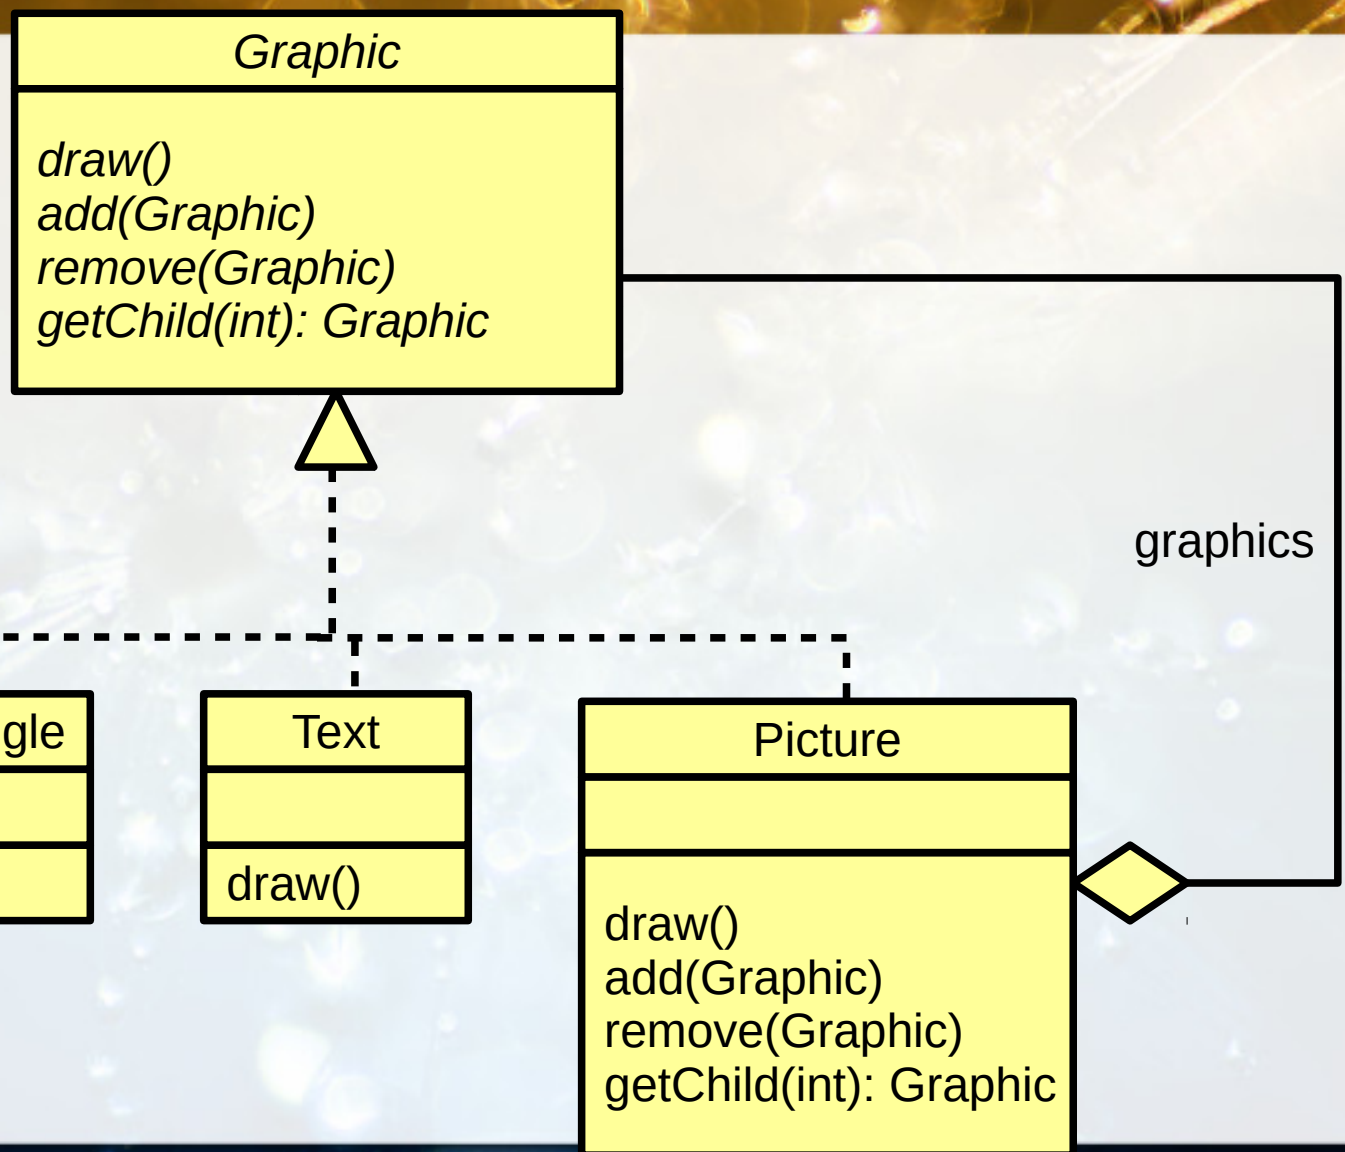 Graphic
draw()
add(Graphic)
remove(Graphic)
getChild(int): Graphic
graphics
gle
Text
draw()
Picture
draw()
add(Graphic)
remove(Graphic)
getChild(int): Graphic